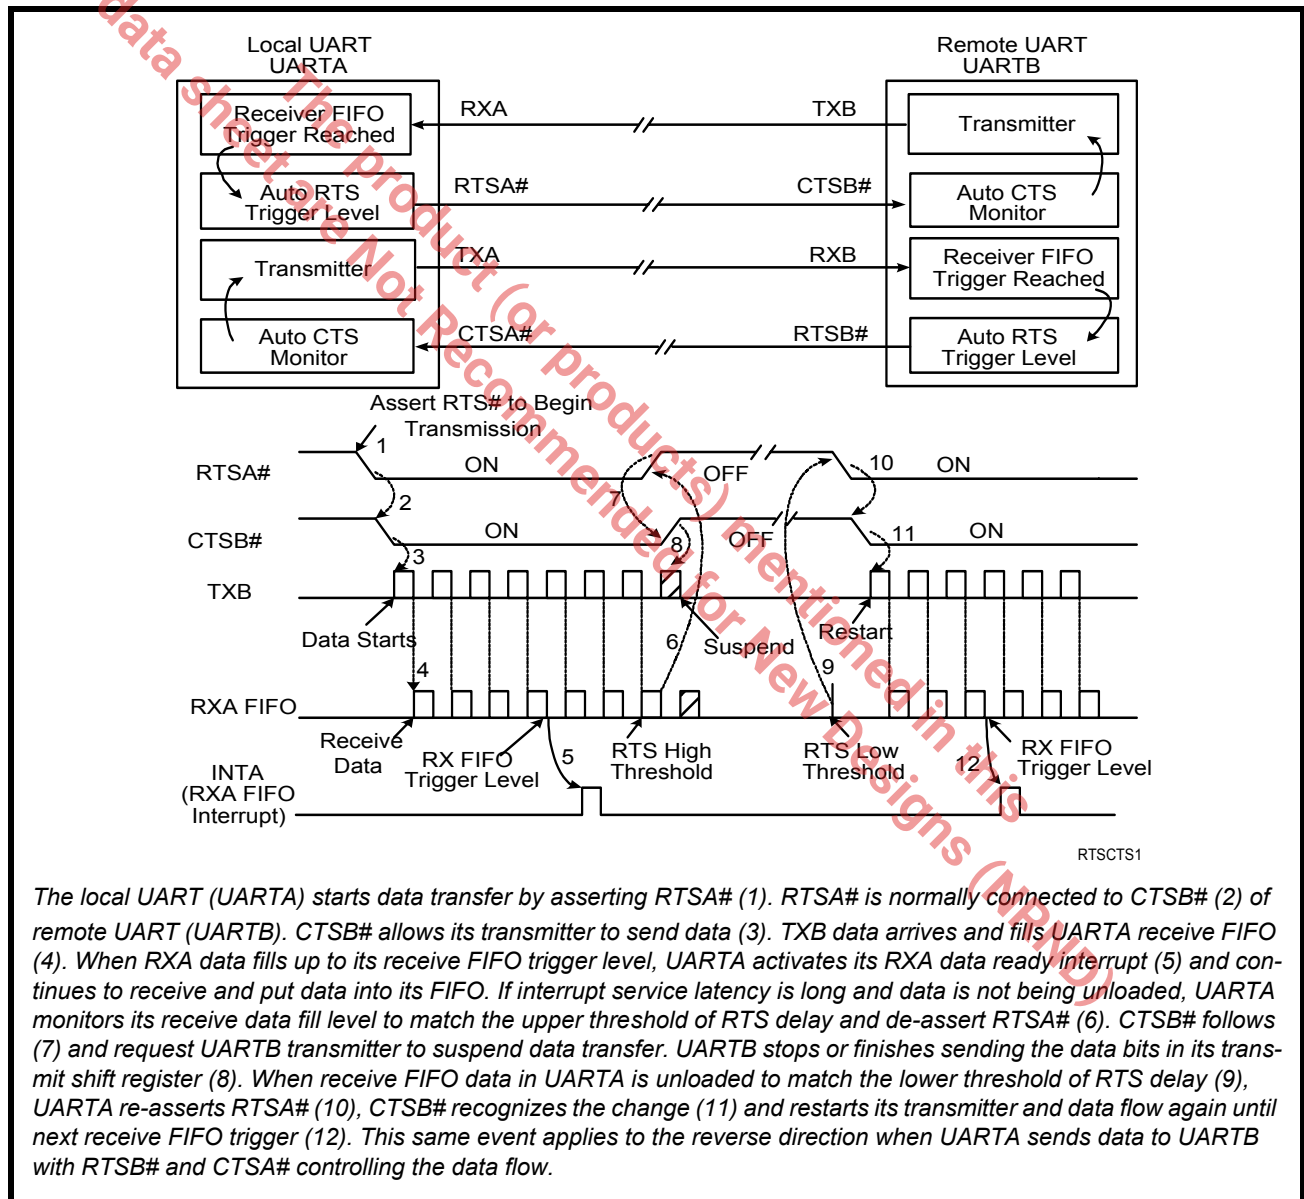 Local UART
UARTA
Remote UART
UARTB
Receiver FIFO
Trigger Reached
RXA
TXB
Transmitter
Auto RTS
Trigger Level
RTSA#
CTSB#
Auto CTS
Monitor
Transmitter
TXA
RXB
Receiver FIFO
Trigger Reached
Auto CTS
Monitor
CTSA#
RTSB#
Auto RTS
Trigger Level
Assert RTS# to Begin
Transmission
RTSA#
1
ON
OFF
10
ON
2
7
CTSB#
ON
8
OFF
11
ON
3
TXB
Data Starts
6
Suspend
Restart
4
9
RXA FIFO
Receive
Data
RX FIFO
Trigger Level
5
RTS High
Threshold
RTS Low
Threshold
12
RX FIFO
Trigger Level
INTA
(RXA FIFO
Interrupt)
RTSCTS1
The local UART (UARTA) starts data transfer by asserting RTSA# (1). RTSA# is normally connected to CTSB# (2) of
remote UART (UARTB). CTSB# allows its transmitter to send data (3). TXB data arrives and fills UARTA receive FIFO
(4). When RXA data fills up to its receive FIFO trigger level, UARTA activates its RXA data ready interrupt (5) and con-
tinues to receive and put data into its FIFO. If interrupt service latency is long and data is not being unloaded, UARTA
monitors its receive data fill level to match the upper threshold of RTS delay and de-assert RTSA# (6). CTSB# follows
(7) and request UARTB transmitter to suspend data transfer. UARTB stops or finishes sending the data bits in its trans-
mit shift register (8). When receive FIFO data in UARTA is unloaded to match the lower threshold of RTS delay (9),
UARTA re-asserts RTSA# (10), CTSB# recognizes the change (11) and restarts its transmitter and data flow again until
next receive FIFO trigger (12). This same event applies to the reverse direction when UARTA sends data to UARTB
with RTSB# and CTSA# controlling the data flow.
The product (or products) mentioned in this
data sheet are Not Recommended for New Designs (NRND)